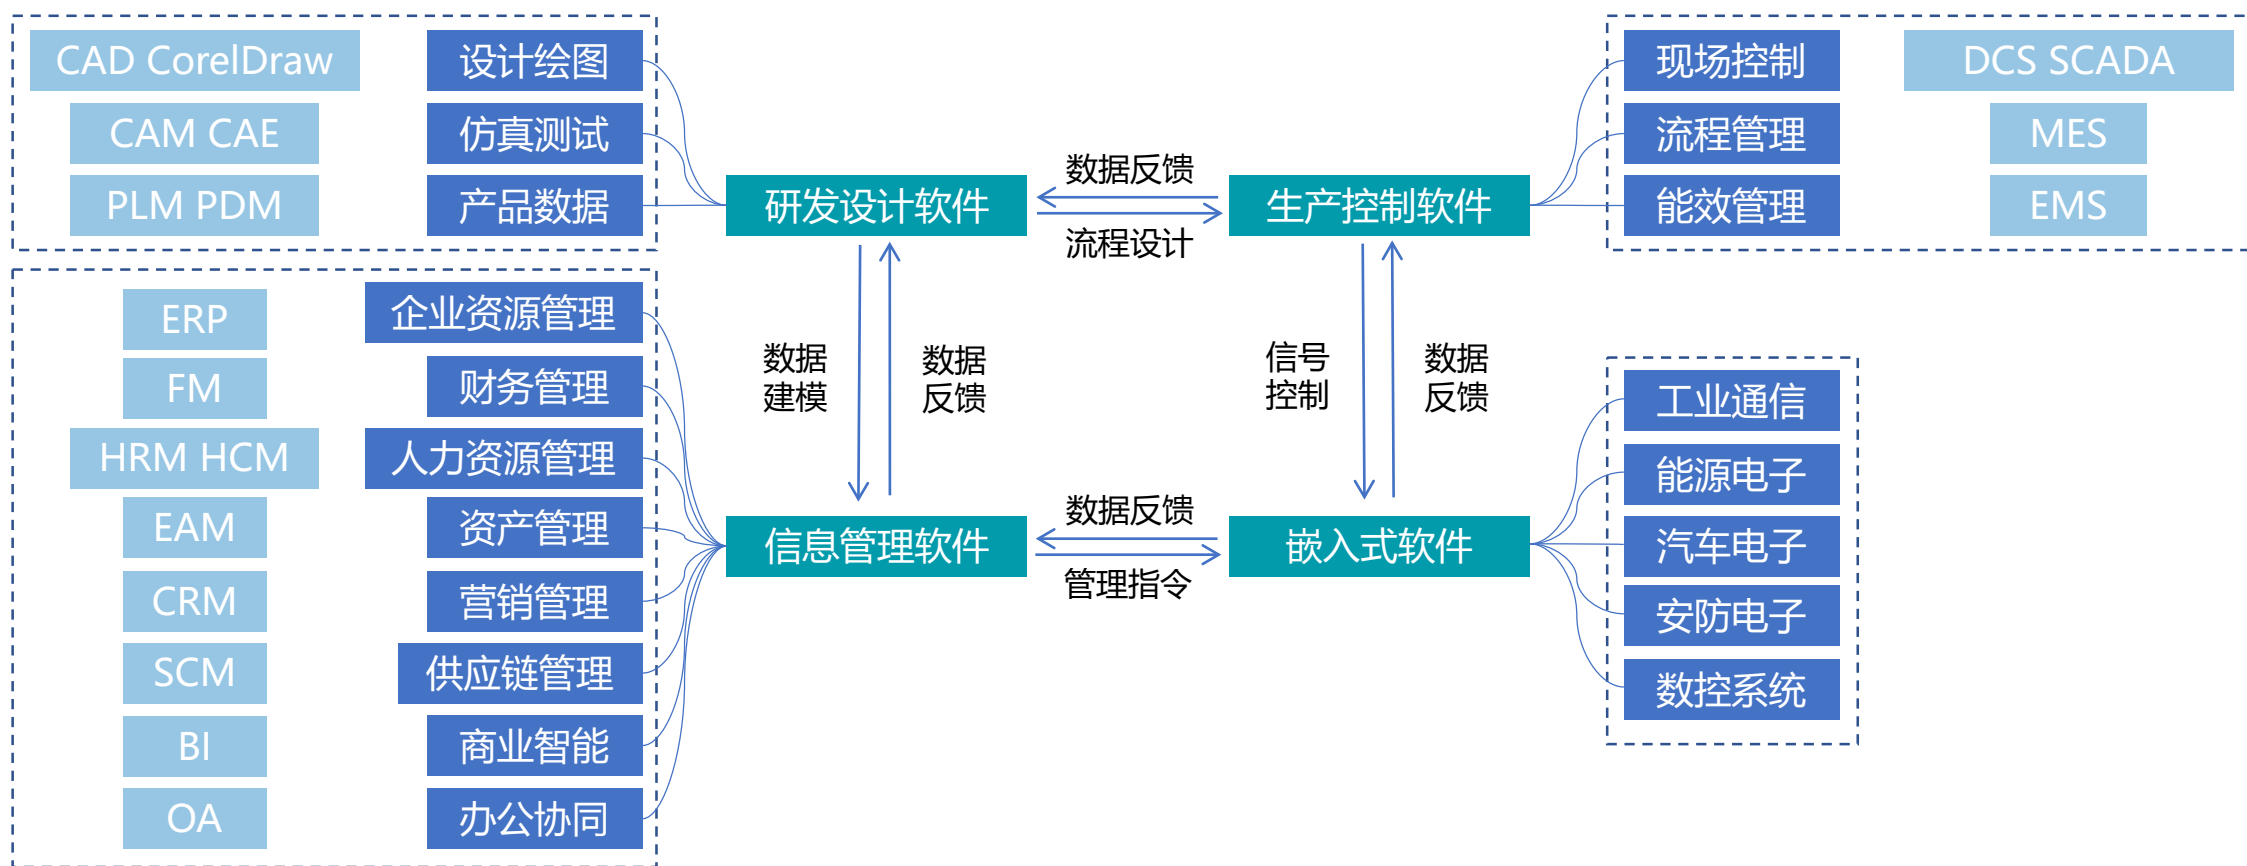 CAD CorelDraw
设计绘图
CAM CAE
仿真测试
PLM PDM
产品数据
ERP
企业资源管理
FM
财务管理
HRM HCM
人力资源管理
EAM
资产管理
CRM
营销管理
SCM
供应链管理
BI
商业智能
OA
办公协同
研发设计软件
数据反馈
流程设计
生产控制软件
数据
建模
数据
反馈
信号
控制
数据
反馈
信息管理软件
数据反馈
管理指令
嵌入式软件
现场控制
DCS SCADA
流程管理
MES
能效管理
EMS
工业通信
能源电子
汽车电子
安防电子
数控系统